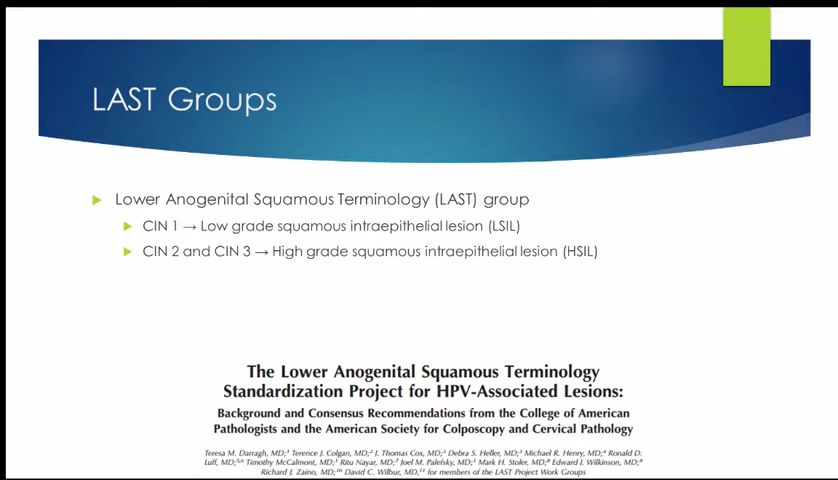 LAST Groups
Lower Anogenital Squamous Terminology (LAST) group
CIN 1 → Low grade squamous intraepithelial lesion (LSIL)
CIN 2 and CIN 3 → High grade squamous intraepithelial lesion (HSIL)
The Lower Anogenital Squamous Terminology
Standardization Project for HPV-Associated Lesions:
Background and Consensus Recommendations from the College of American
Pathologists and the American Society for Colposcopy and Cervical Pathology
Teresa M. Darragh, MD;¹ Terence J. Colgan, MD;² J. Thomas Cox, MD;³ Debra S. Heller, MD;³ Michael R. Henry, MD;⁴ Ronald D.
Luff, MD;⁵,⁶ Timothy McCalmont, MD;¹ Ritu Nayar, MD;⁷ Joel M. Palefsky, MD;¹ Mark H. Stoler, MD;⁸ Edward J. Wilkinson, MD;⁹
Richard J. Zaino, MD;¹⁰ David C. Wilbur, MD,¹¹ for members of the LAST Project Work Groups